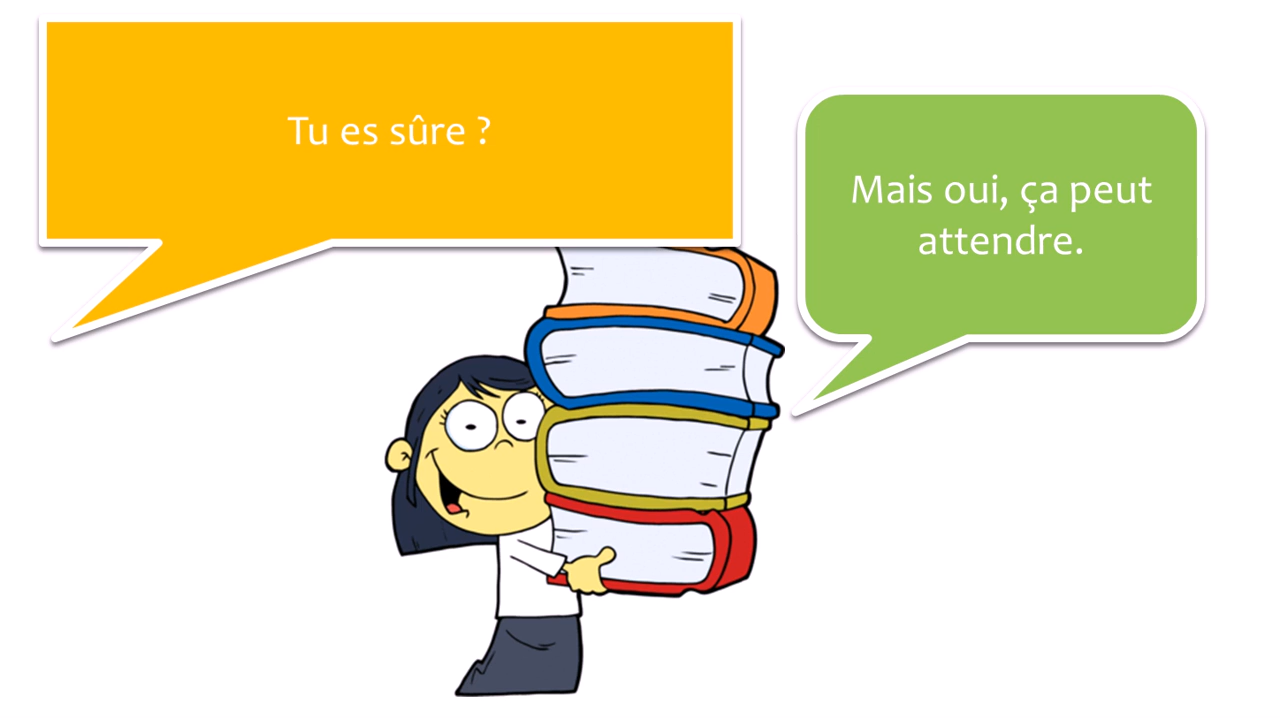 Tu es sûre ?
Mais oui, ça peut
attendre.